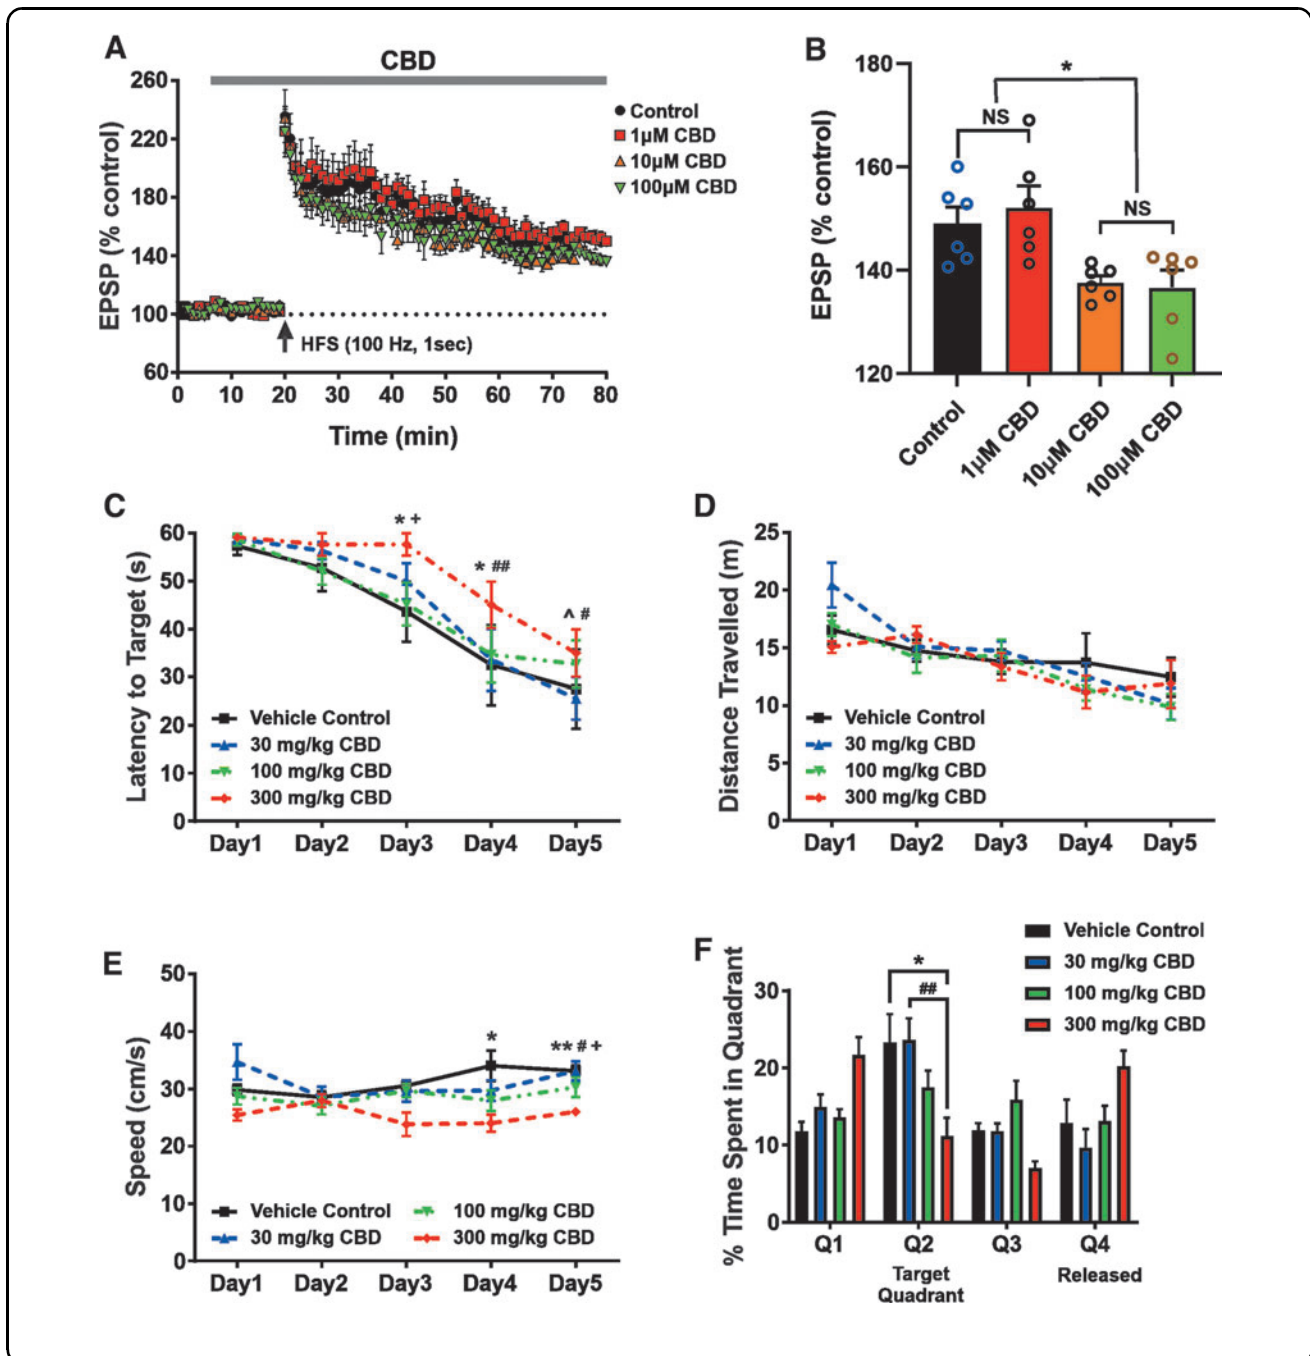 A
CBD
260
220
180
140
100
60
EPSP (% control)
Control
1µM CBD
10µM CBD
100µM CBD
HFS (100 Hz, 1sec)
0 10 20 30 40 50 60 70 80
Time (min)
B
180
160
140
120
EPSP (% control)
*
NS
NS
Control
1µM CBD
10µM CBD
100µM CBD
C
60
50
40
30
20
10
0
Latency to Target (s)
* +
* ##
^ #
Vehicle Control
30 mg/kg CBD
100 mg/kg CBD
300 mg/kg CBD
Day1 Day2 Day3 Day4 Day5
D
25
20
15
10
5
0
Distance Travelled (m)
Vehicle Control
30 mg/kg CBD
100 mg/kg CBD
300 mg/kg CBD
Day1 Day2 Day3 Day4 Day5
E
50
40
30
20
10
0
Speed (cm/s)
*
** # +
Vehicle Control 100 mg/kg CBD
30 mg/kg CBD 300 mg/kg CBD
Day1 Day2 Day3 Day4 Day5
F
Vehicle Control
30 mg/kg CBD
100 mg/kg CBD
300 mg/kg CBD
30
20
10
0
% Time Spent in Quadrant
*
##
Q1 Q2 Q3 Q4
Target Released
Quadrant